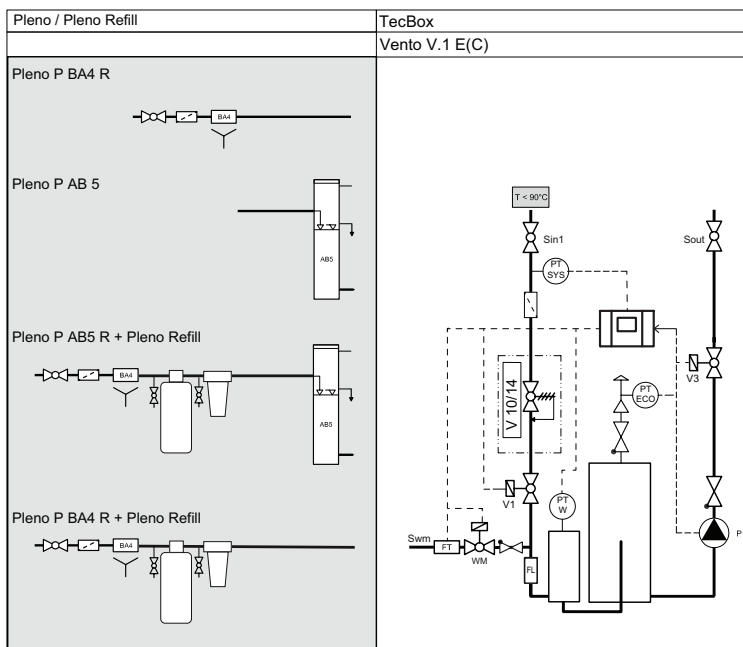 Pleno / Pleno Refill
TecBox
Vento V.1 E(C)
Pleno P BA4 R
BA4
Pleno P AB 5
AB5
Pleno P AB5 R + Pleno Refill
BA4
AB5
Pleno P BA4 R + Pleno Refill
BA4
T < 90°C
Sin1
Sout
PT
SYS
V3
PT
ECO
V 10/14
V1
PT
W
Swm
FT
WM
FL
P